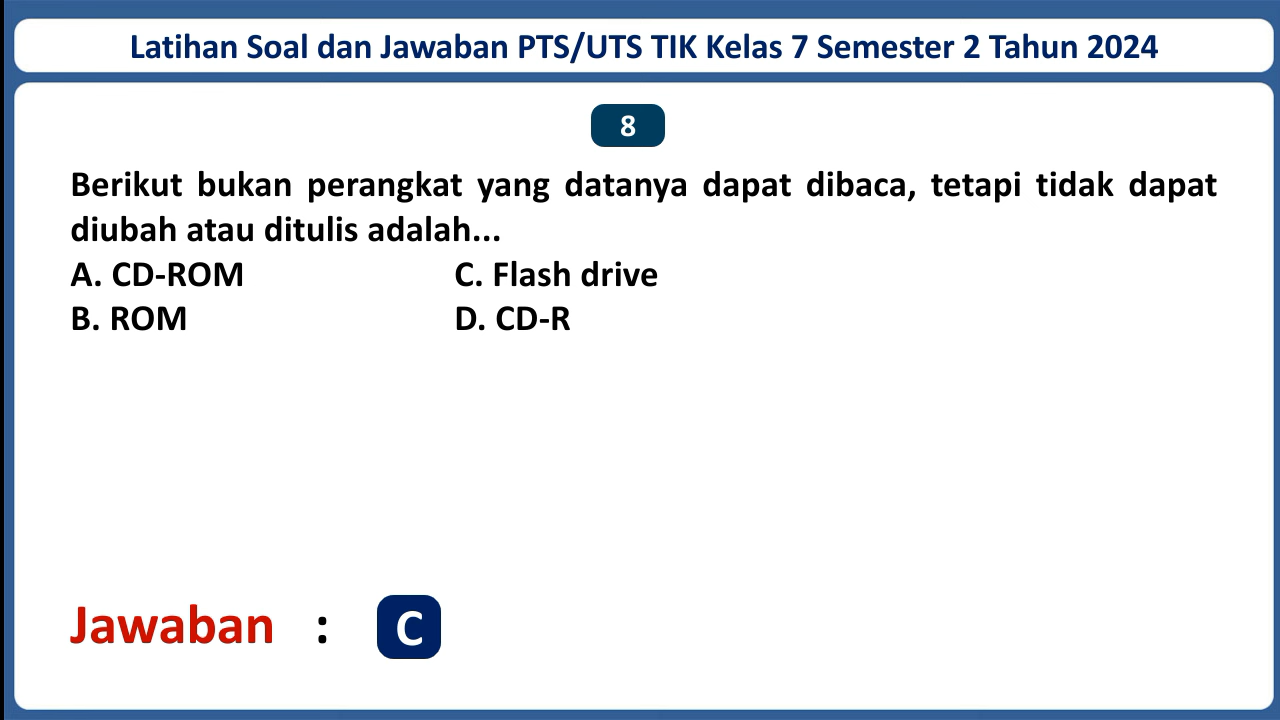 Latihan Soal dan Jawaban PTS/UTS TIK Kelas 7 Semester 2 Tahun 2024
8
Berikut bukan perangkat yang datanya dapat dibaca, tetapi tidak dapat
diubah atau ditulis adalah...
A. CD-ROM C. Flash drive
B. ROM D. CD-R
Jawaban : C